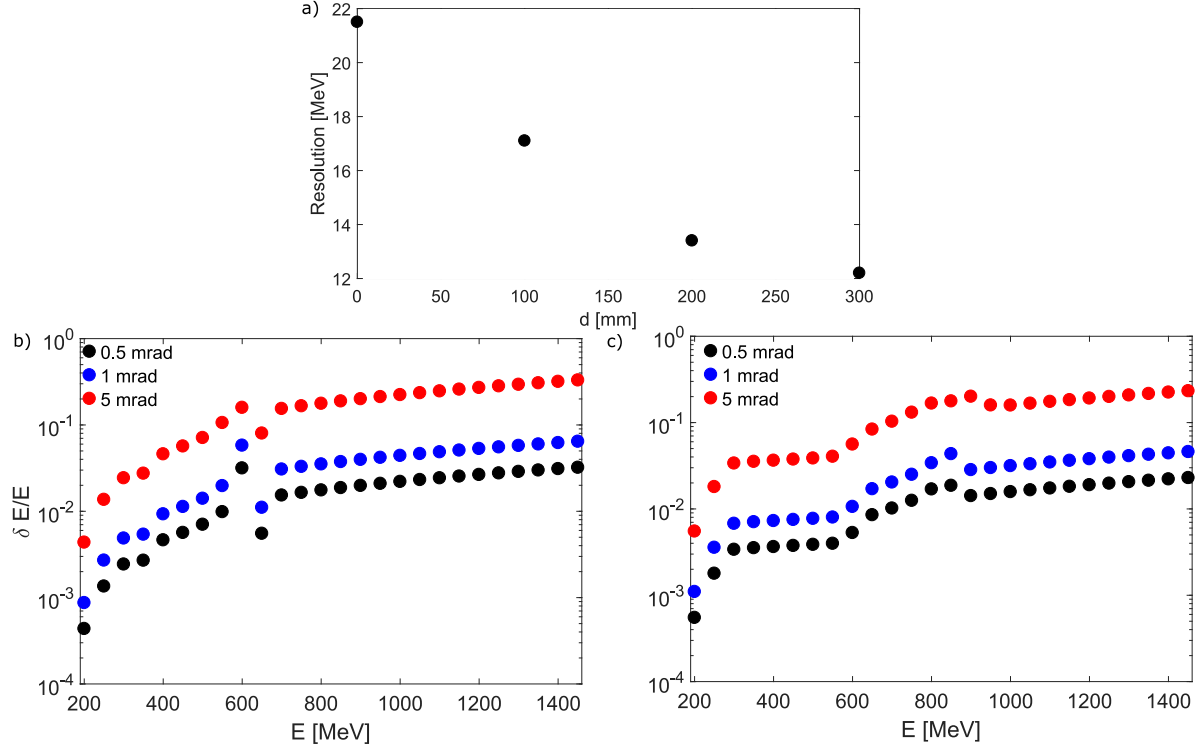 a)
Resolution [MeV]
22
20
18
16
14
12
0 50 100 150 200 250 300
d [mm]
b)
δ E/E
10^0
10^-1
10^-2
10^-3
10^-4
0.5 mrad
1 mrad
5 mrad
200 400 600 800 1000 1200 1400
E [MeV]
c)
10^0
10^-1
10^-2
10^-3
10^-4
0.5 mrad
1 mrad
5 mrad
200 400 600 800 1000 1200 1400
E [MeV]